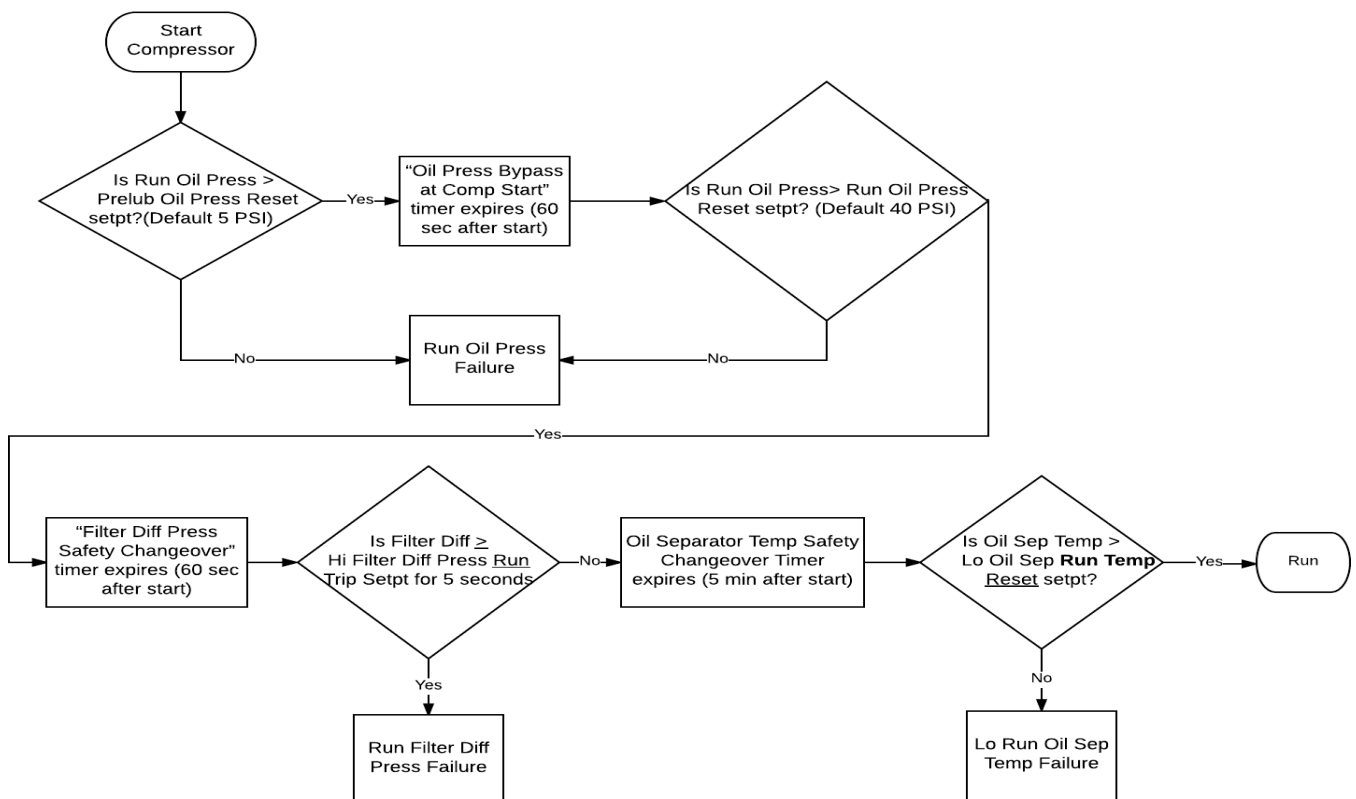 Start
Compressor
Is Run Oil Press >
Prelub Oil Press Reset
setpt?(Default 5 PSI)
Yes
“Oil Press Bypass
at Comp Start”
timer expires (60
sec after start)
Is Run Oil Press> Run Oil Press
Reset setpt? (Default 40 PSI)
No
Run Oil Press
Failure
No
Yes
“Filter Diff Press
Safety Changeover”
timer expires (60 sec
after start)
Is Filter Diff >
Hi Filter Diff Press Run
Trip Setpt for 5 seconds
No
Oil Separator Temp Safety
Changeover Timer
expires (5 min after start)
Is Oil Sep Temp >
Lo Oil Sep Run Temp
Reset setpt?
Yes
Run
Yes
Run Filter Diff
Press Failure
No
Lo Run Oil Sep
Temp Failure